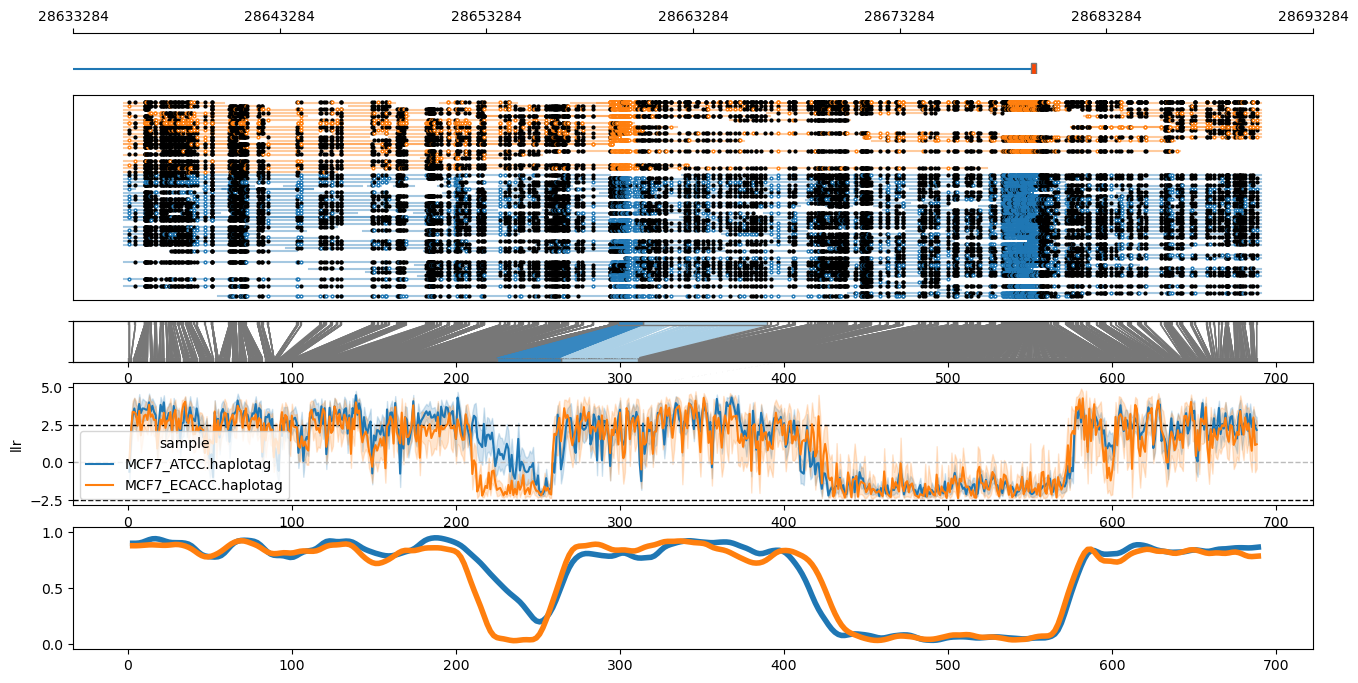 28633284 28643284 28653284 28663284 28673284 28683284 28693284
0 100 200 300 400 500 600 700
5.0
2.5
0.0
−2.5
llr
sample
MCF7_ATCC.haplotag
MCF7_ECACC.haplotag
0 100 200 300 400 500 600 700
1.0
0.5
0.0
0 100 200 300 400 500 600 700